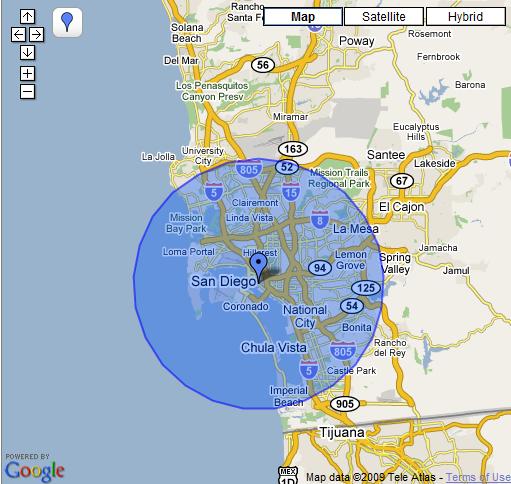 Rancho
Santa Fe
Map
Satellite
Hybrid
Solana
Beach
Rosemont
Poway
Del Mar
56
Fernbrook
Los Penasquitos
Canyon Presv
Barona
Miramar
Eucalyptus
Hills
163
La Jolla
University
City
Santee
805
52
Lakeside
Mission Trails
Regional Park
67
5
15
Clairemont
El Cajon
Linda Vista
8
Mission
Bay Park
La Mesa
Loma Portal
Hillcrest
Jamacha
Lemon
Grove
Spring
Valley
94
Jamul
San Diego
125
Coronado
54
National
City
Bonita
Chula Vista
805
Rancho
del Rey
5
Castle Park
Imperial
Beach
905
Tijuana
POWERED BY
Google
MEX
1D
Map data ©2009 Tele Atlas - Terms of Use